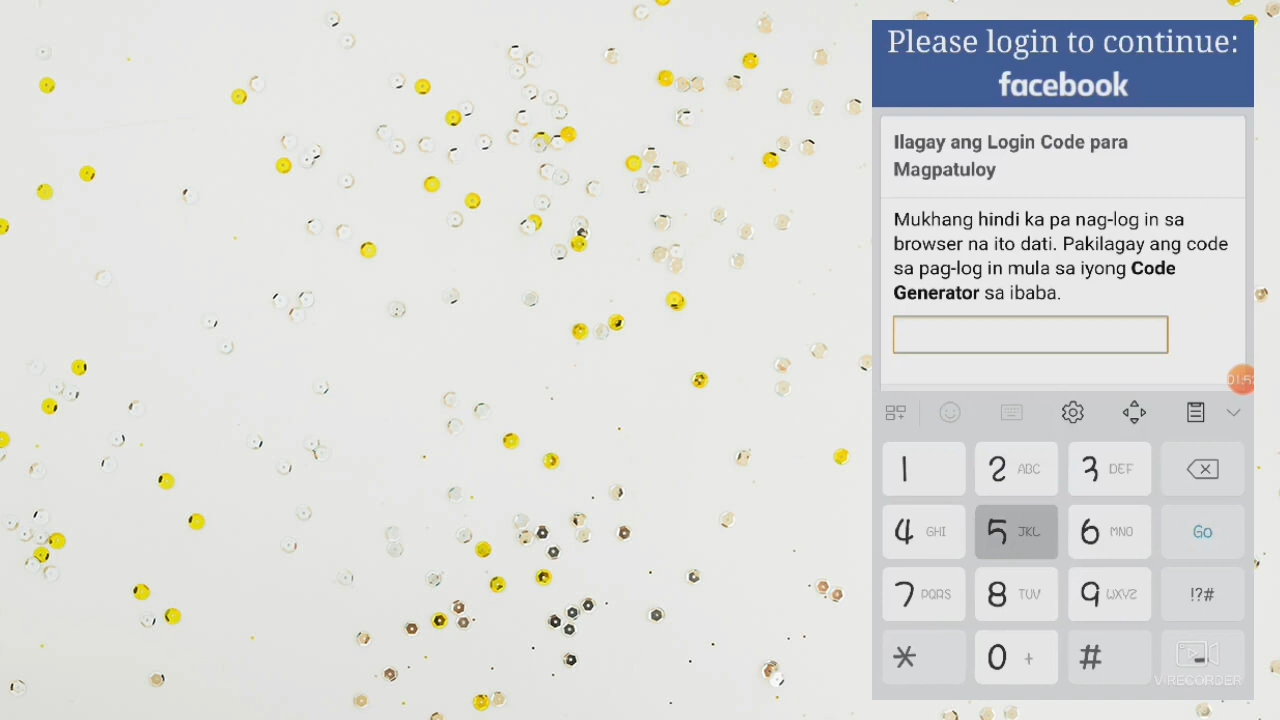 Please login to continue:
facebook
Ilagay ang Login Code para
Magpatuloy
Mukhang hindi ka pa nag-log in sa
browser na ito dati. Pakilagay ang code
sa pag-log in mula sa iyong Code
Generator sa ibaba.
1 2 ABC 3 DEF
4 GHI 5 JKL 6 MNO Go
7 PQRS 8 TUV 9 WXYZ !?#
* 0 + #
V RECORDER